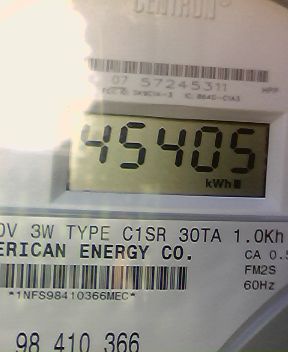 CENTRON
07 57245311
45405
kWh
0V 3W TYPE C1SR 30TA 1.0Kh
ERICAN ENERGY CO.
CA 0.5
FM2S
60Hz
*1NFS98410366MEC*
98 410 366